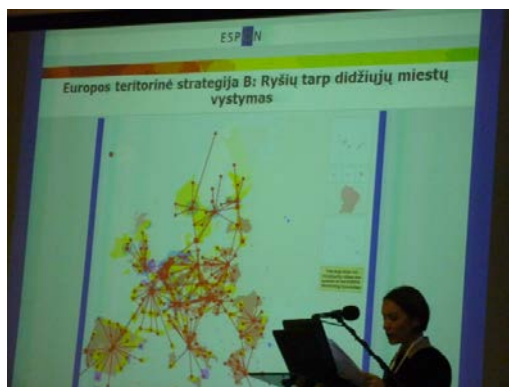 ESPON
Europos teritorinė strategija B: Ryšių tarp didžiųjų miestų
vystymas